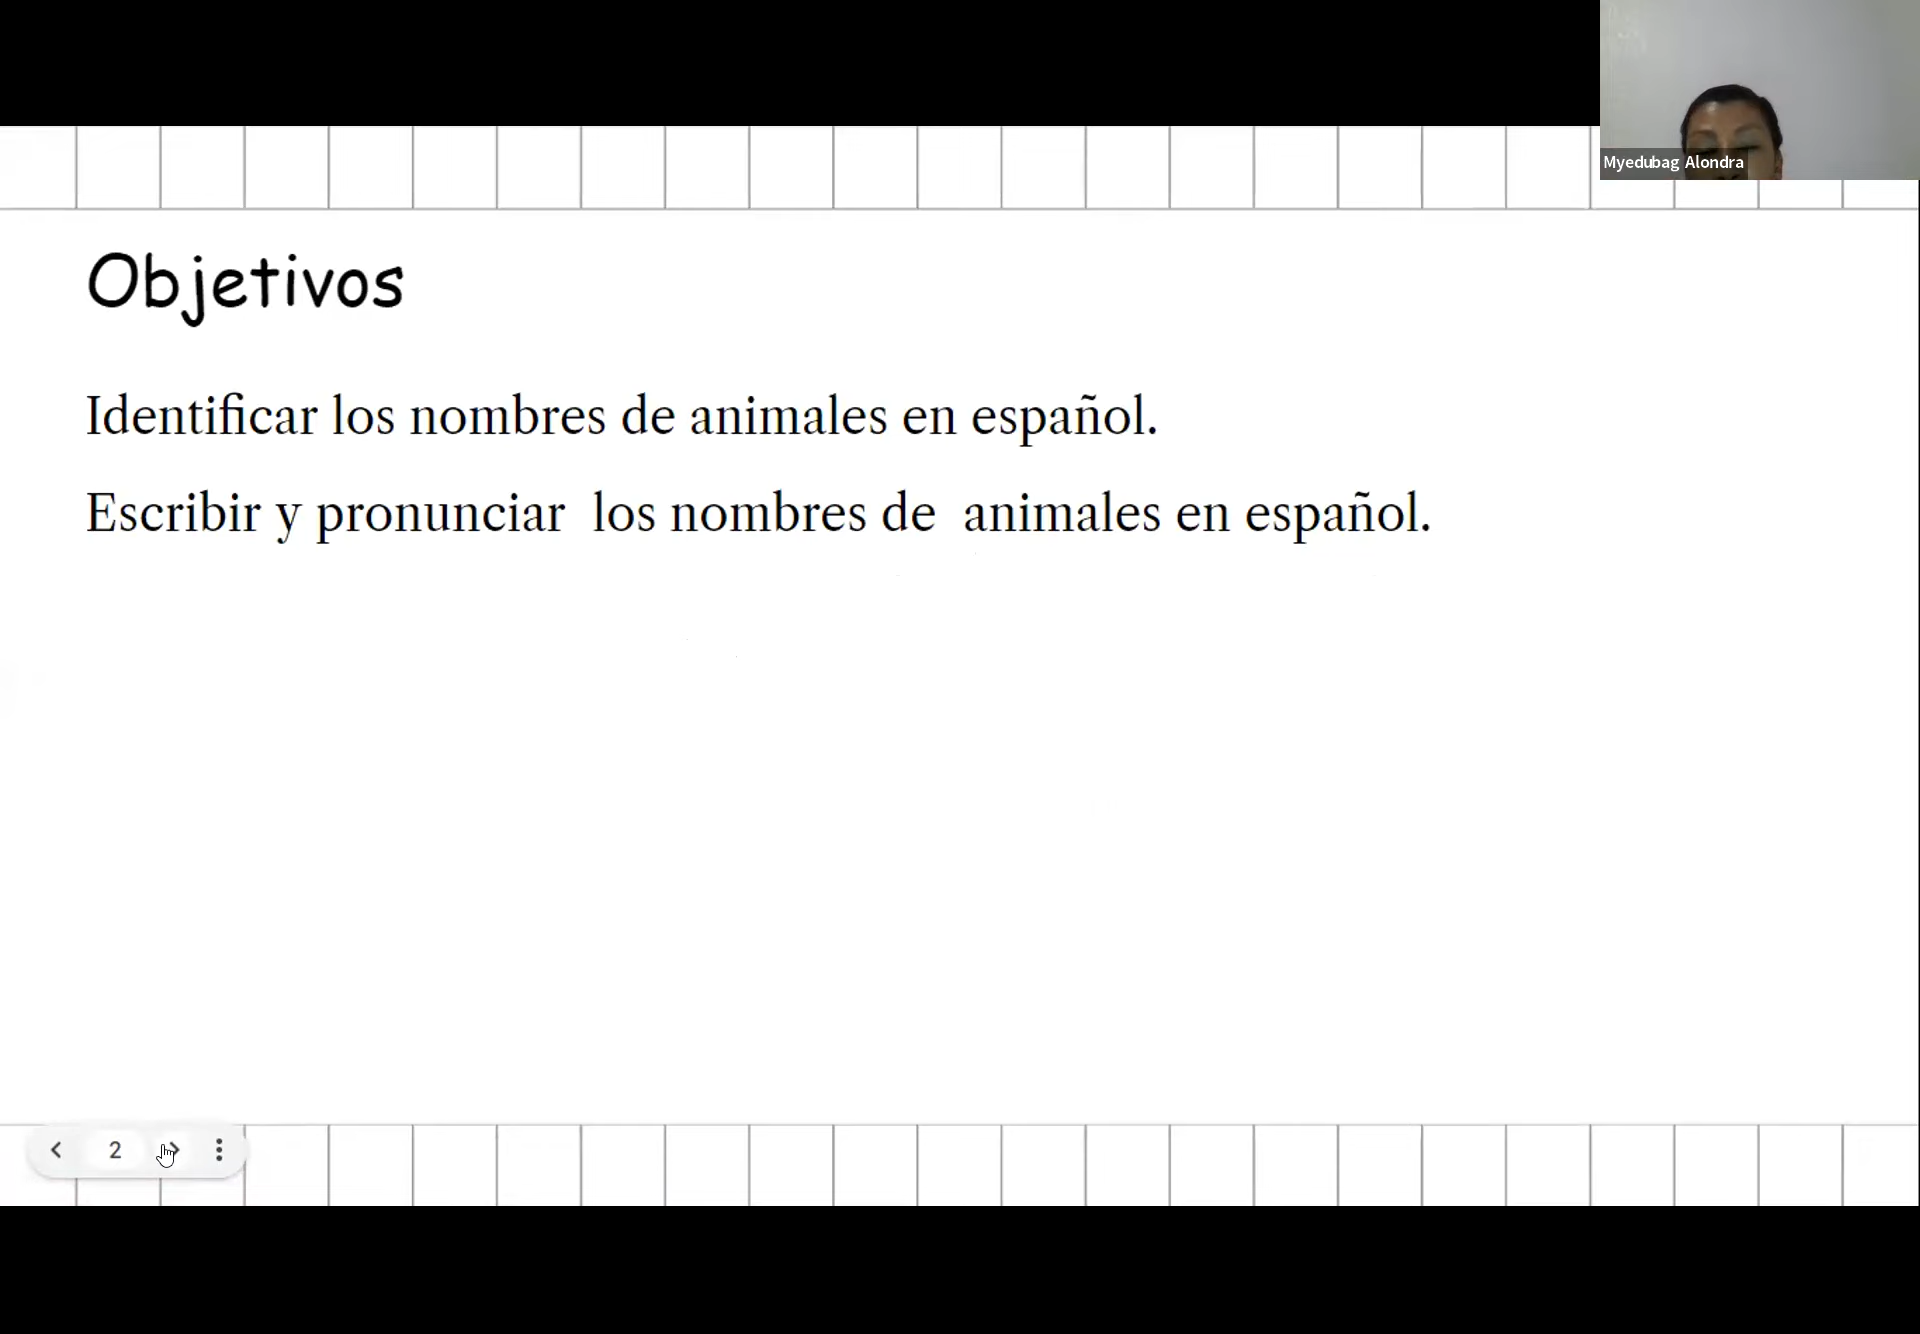 Myedubag Alondra
Objetivos
Identificar los nombres de animales en español.
Escribir y pronunciar los nombres de animales en español.
2